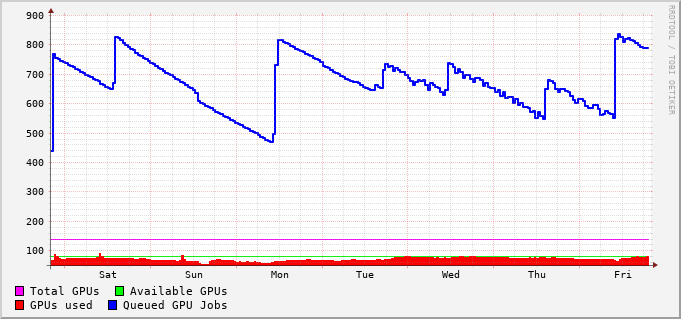 900
800
700
600
500
400
300
200
100
Sat Sun Mon Tue Wed Thu Fri
Total GPUs Available GPUs
GPUs used Queued GPU Jobs
RRDTOOL / TOBI OETIKER